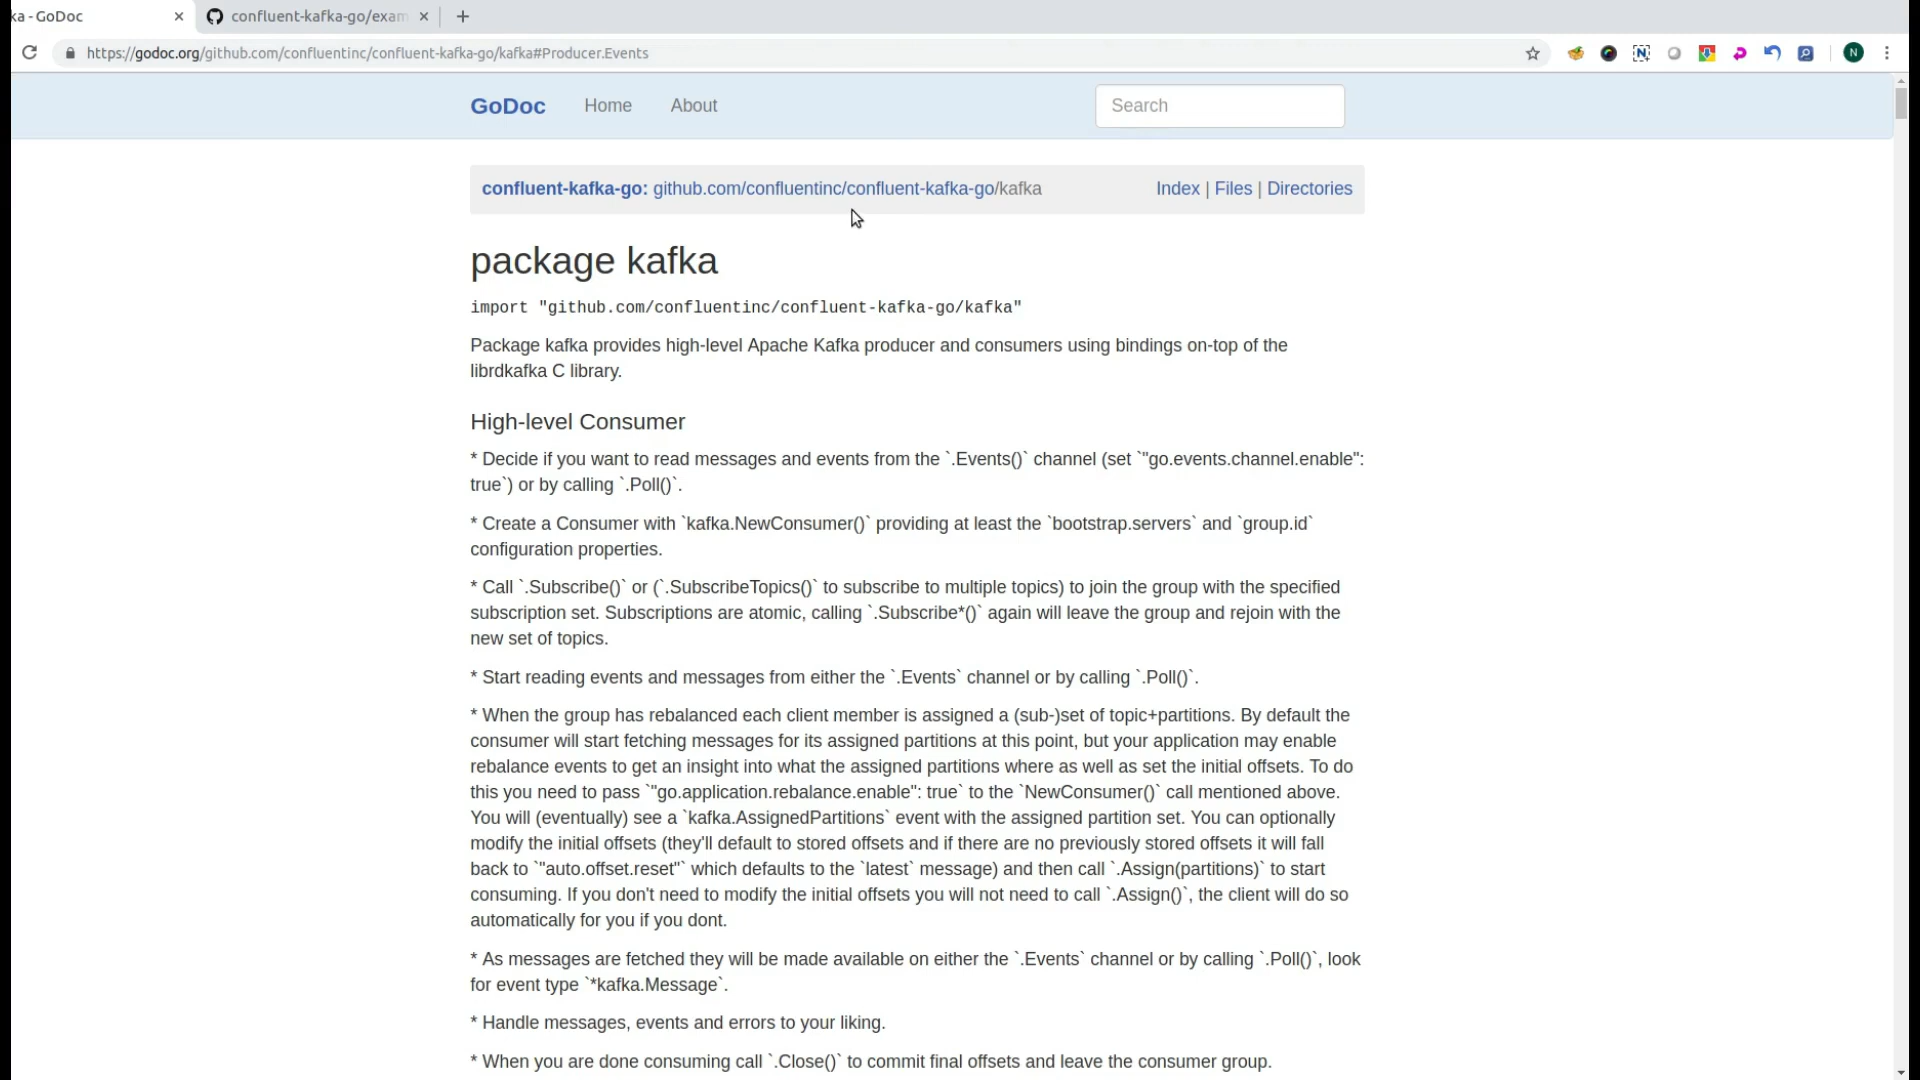 ka - GoDoc
confluent-kafka-go/exam
https://godoc.org/github.com/confluentinc/confluent-kafka-go/kafka#Producer.Events
N
N
GoDoc Home About Search
confluent-kafka-go: github.com/confluentinc/confluent-kafka-go/kafka Index | Files | Directories
package kafka
import "github.com/confluentinc/confluent-kafka-go/kafka"
Package kafka provides high-level Apache Kafka producer and consumers using bindings on-top of the
librdkafka C library.
High-level Consumer
* Decide if you want to read messages and events from the `.Events()` channel (set `"go.events.channel.enable":
true`) or by calling `.Poll()`.
* Create a Consumer with `kafka.NewConsumer()` providing at least the `bootstrap.servers` and `group.id`
configuration properties.
* Call `.Subscribe()` or (`.SubscribeTopics()` to subscribe to multiple topics) to join the group with the specified
subscription set. Subscriptions are atomic, calling `.Subscribe*()` again will leave the group and rejoin with the
new set of topics.
* Start reading events and messages from either the `.Events` channel or by calling `.Poll()`.
* When the group has rebalanced each client member is assigned a (sub-)set of topic+partitions. By default the
consumer will start fetching messages for its assigned partitions at this point, but your application may enable
rebalance events to get an insight into what the assigned partitions where as well as set the initial offsets. To do
this you need to pass `"go.application.rebalance.enable": true` to the `NewConsumer()` call mentioned above.
You will (eventually) see a `kafka.AssignedPartitions` event with the assigned partition set. You can optionally
modify the initial offsets (they'll default to stored offsets and if there are no previously stored offsets it will fall
back to `"auto.offset.reset"` which defaults to the `latest` message) and then call `.Assign(partitions)` to start
consuming. If you don't need to modify the initial offsets you will not need to call `.Assign()`, the client will do so
automatically for you if you dont.
* As messages are fetched they will be made available on either the `.Events` channel or by calling `.Poll()`, look
for event type `*kafka.Message`.
* Handle messages, events and errors to your liking.
* When you are done consuming call `.Close()` to commit final offsets and leave the consumer group.